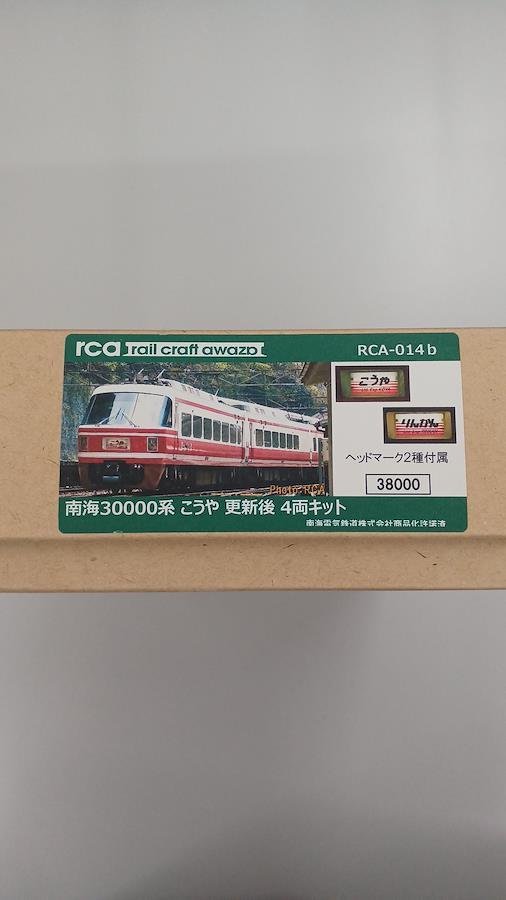 rca rail craft awazu RCA-014b
こうや
りんかん
ヘッドマーク2種付属
38000
Photo:RCA
南海30000系 こうや 更新後 4両キット
南海電気鉄道株式会社商品化許諾済